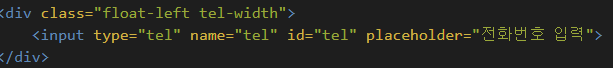 <div class="float-left tel-width">
<input type="tel" name="tel" id="tel" placeholder="전화번호 입력">
</div>